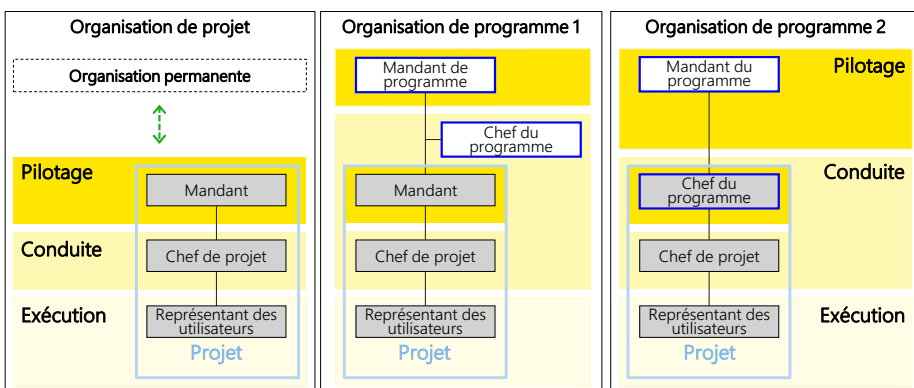 Organisation de projet
Organisation permanente
Pilotage
Mandant
Conduite
Chef de projet
Exécution
Représentant des
utilisateurs
Projet
Organisation de programme 1
Mandant de
programme
Chef du
programme
Mandant
Chef de projet
Représentant des
utilisateurs
Projet
Organisation de programme 2
Mandant du
programme
Pilotage
Chef du
programme
Conduite
Chef de projet
Représentant des
utilisateurs
Exécution
Projet